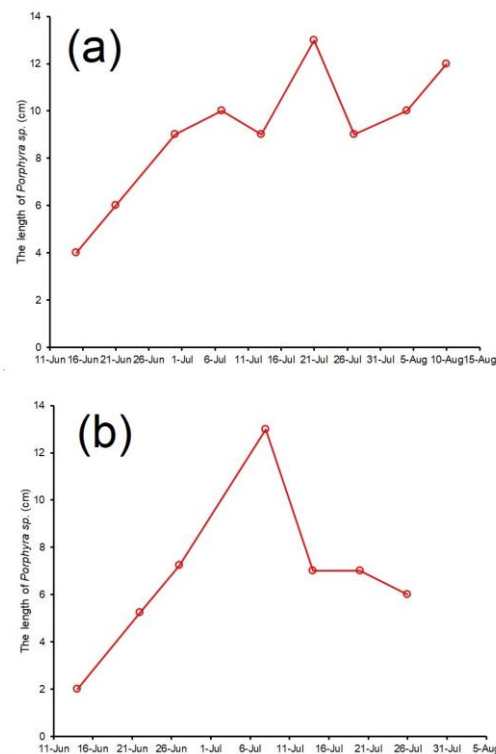 (a)
The length of Porphyra sp. (cm)
14
12
10
8
6
4
2
0
11-Jun 16-Jun 21-Jun 26-Jun 1-Jul 6-Jul 11-Jul 16-Jul 21-Jul 26-Jul 31-Jul 5-Aug 10-Aug 15-Aug
(b)
The length of Porphyra sp. (cm)
14
12
10
8
6
4
2
0
11-Jun 16-Jun 21-Jun 26-Jun 1-Jul 6-Jul 11-Jul 16-Jul 21-Jul 26-Jul 31-Jul 5-Aug